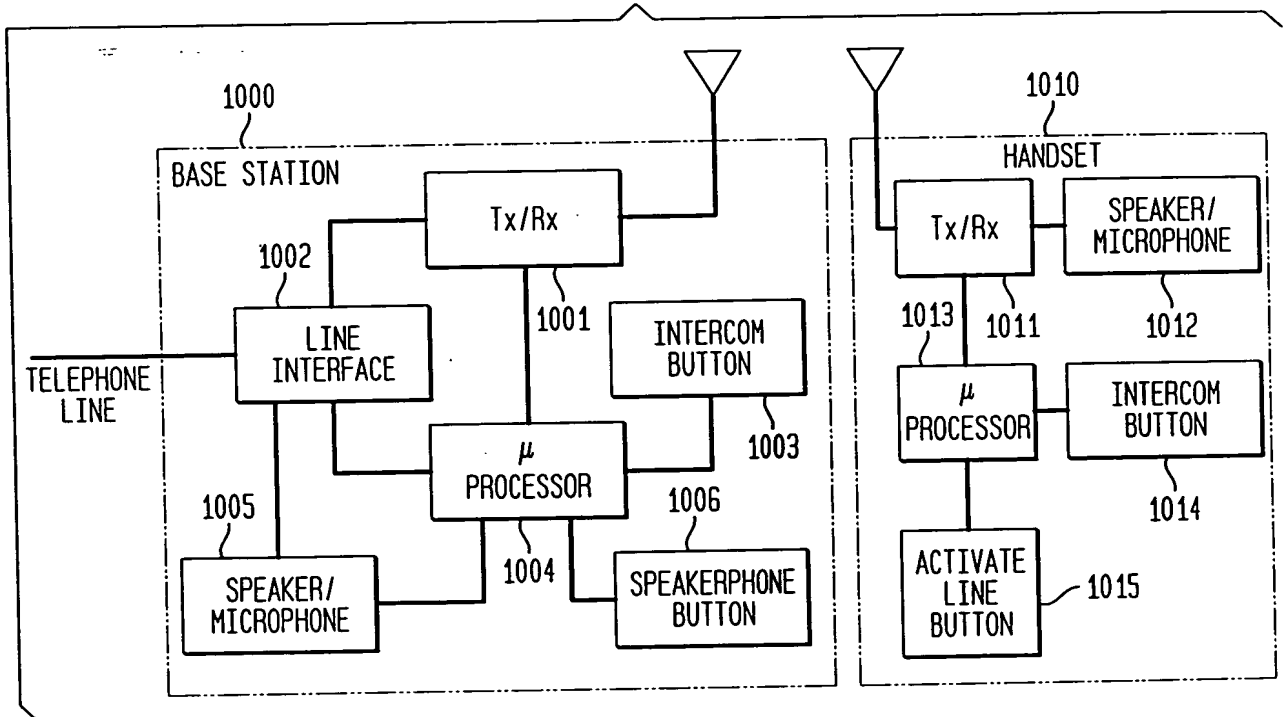 1000
BASE STATION
Tx/Rx
1001
1002
LINE
INTERFACE
TELEPHONE
LINE
INTERCOM
BUTTON
1003
μ
PROCESSOR
1004
1005
SPEAKER/
MICROPHONE
1006
SPEAKERPHONE
BUTTON
1010
HANDSET
Tx/Rx
1011
SPEAKER/
MICROPHONE
1012
1013
μ
PROCESSOR
INTERCOM
BUTTON
1014
ACTIVATE
LINE
BUTTON
1015